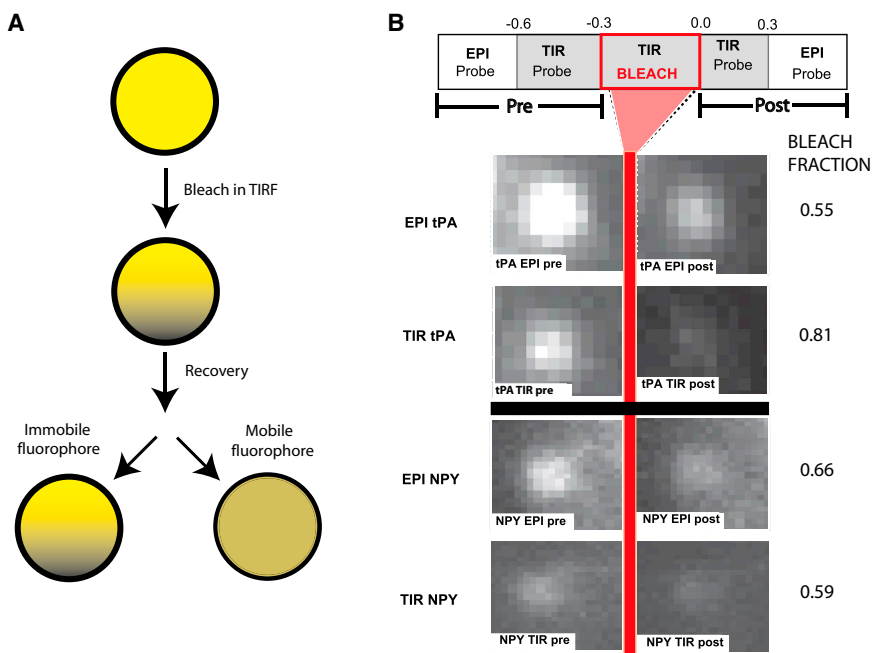 A
Bleach in TIRF
Recovery
Immobile
fluorophore
Mobile
fluorophore
B
-0.6 -0.3 0.0 0.3
EPI
Probe
TIR
Probe
TIR
BLEACH
TIR
Probe
EPI
Probe
Pre
Post
BLEACH
FRACTION
EPI tPA
tPA EPI pre
tPA EPI post
0.55
TIR tPA
tPA TIR pre
tPA TIR post
0.81
EPI NPY
NPY EPI pre
NPY EPI post
0.66
TIR NPY
NPY TIR pre
NPY TIR post
0.59